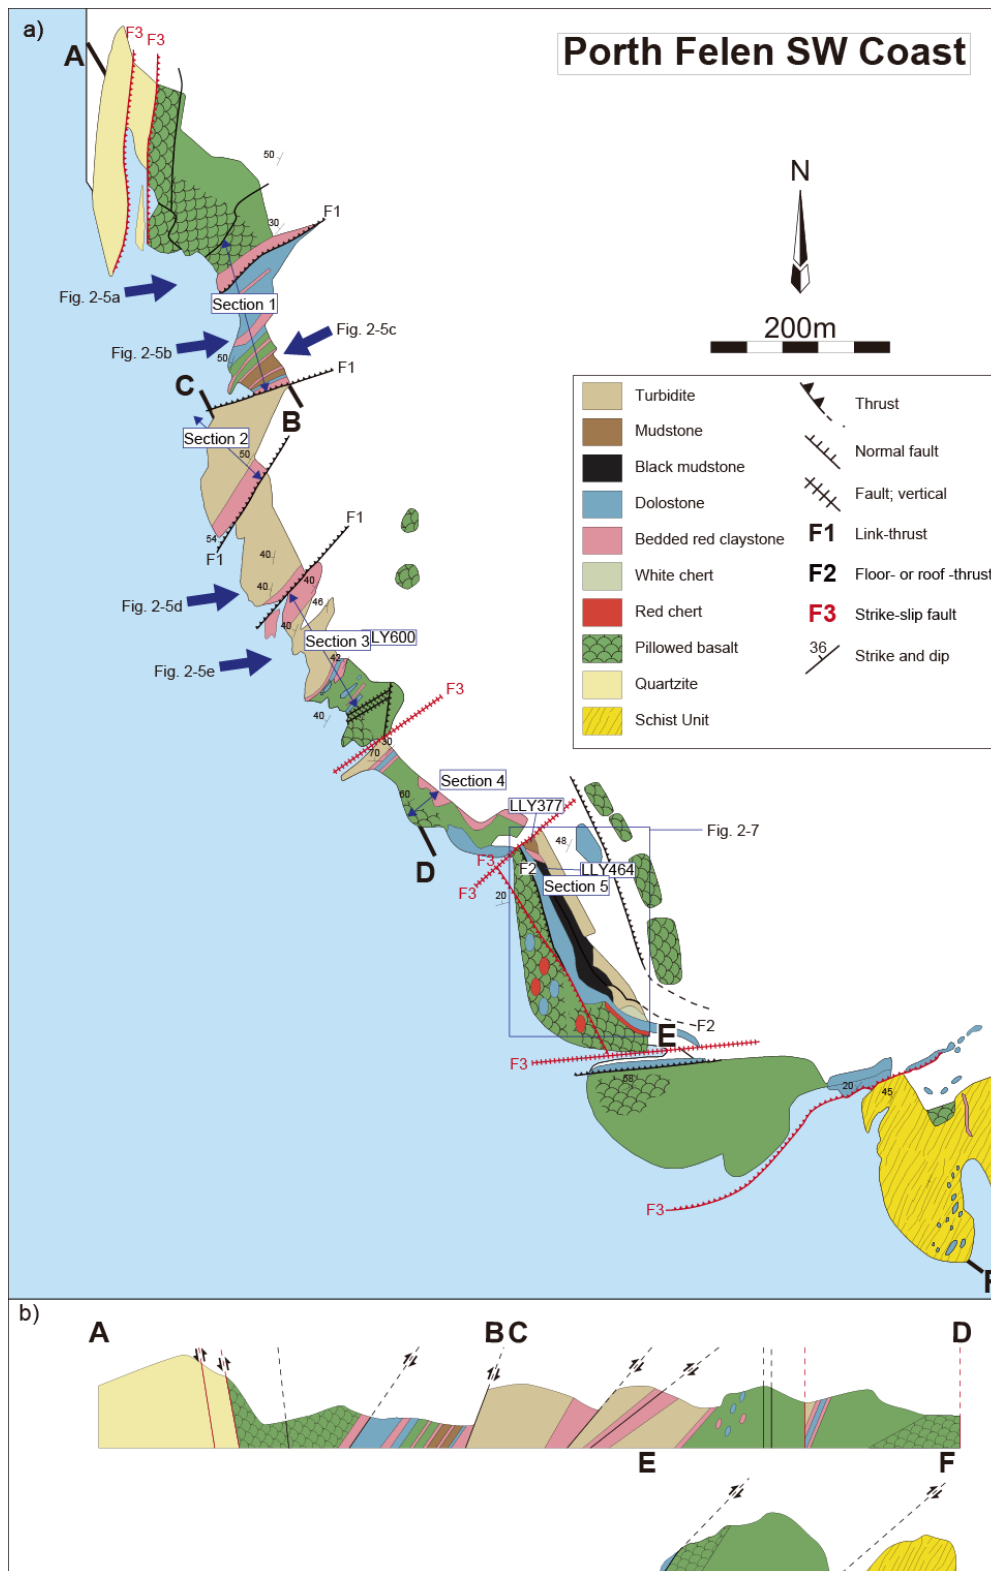 a)
Porth Felen SW Coast
A
F3
F3
50
30
F1
N
200m
Fig. 2-5a
Section 1
Fig. 2-5b
Fig. 2-5c
50
F1
C
B
Section 2
50
54
F1
F1
40
40
40
46
40
Fig. 2-5d
Section 3
LY600
Fig. 2-5e
42
40
F3
30
70
60
Section 4
D
LLY377
Fig. 2-7
48
F3
F2
LLY464
F3
Section 5
20
E
F2
F3
58
20
45
F3
F
Turbidite
Mudstone
Black mudstone
Dolostone
Bedded red claystone
White chert
Red chert
Pillowed basalt
Quartzite
Schist Unit
Thrust
Normal fault
Fault; vertical
F1 Link-thrust
F2 Floor- or roof -thrust
F3 Strike-slip fault
36 Strike and dip
b)
A
B C
D
E
F